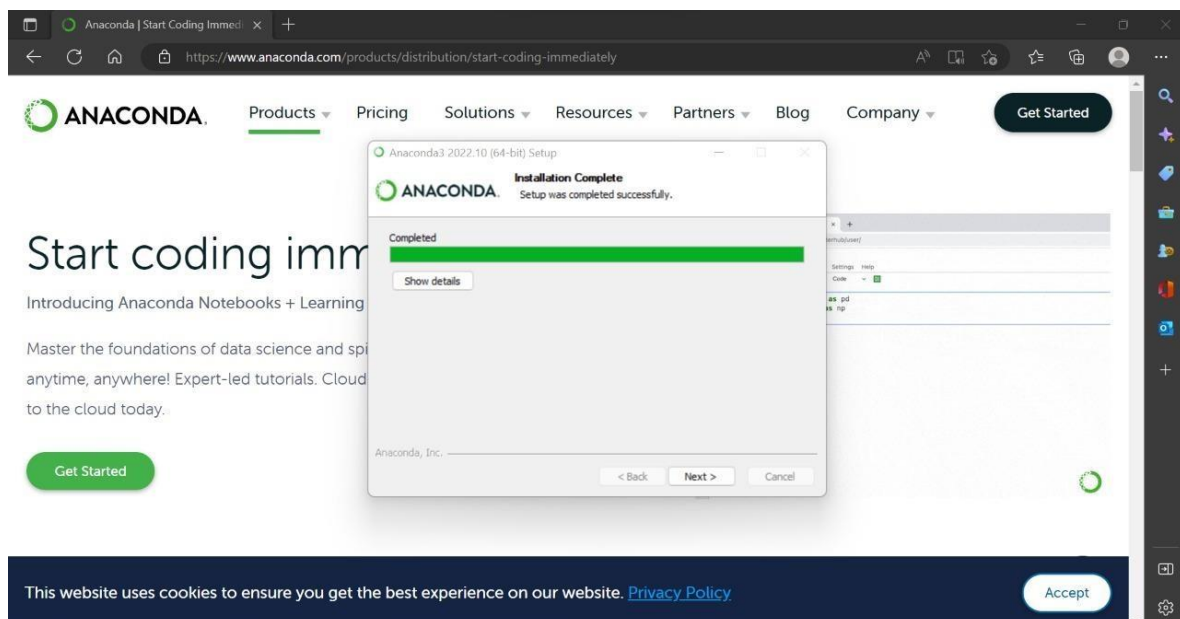 Anaconda | Start Coding Immedi
https://www.anaconda.com/products/distribution/start-coding-immediately
ANACONDA.
Products
Pricing
Solutions
Resources
Partners
Blog
Company
Get Started
Anaconda3 2022.10 (64-bit) Setup
ANACONDA.
Installation Complete
Setup was completed successfully.
Completed
Show details
Anaconda, Inc.
< Back
Next >
Cancel
Start coding imm
Introducing Anaconda Notebooks + Learning
Master the foundations of data science and spi
anytime, anywhere! Expert-led tutorials. Cloud
to the cloud today.
Get Started
Settings Help
Code
as pd
as np
This website uses cookies to ensure you get the best experience on our website. Privacy Policy
Accept